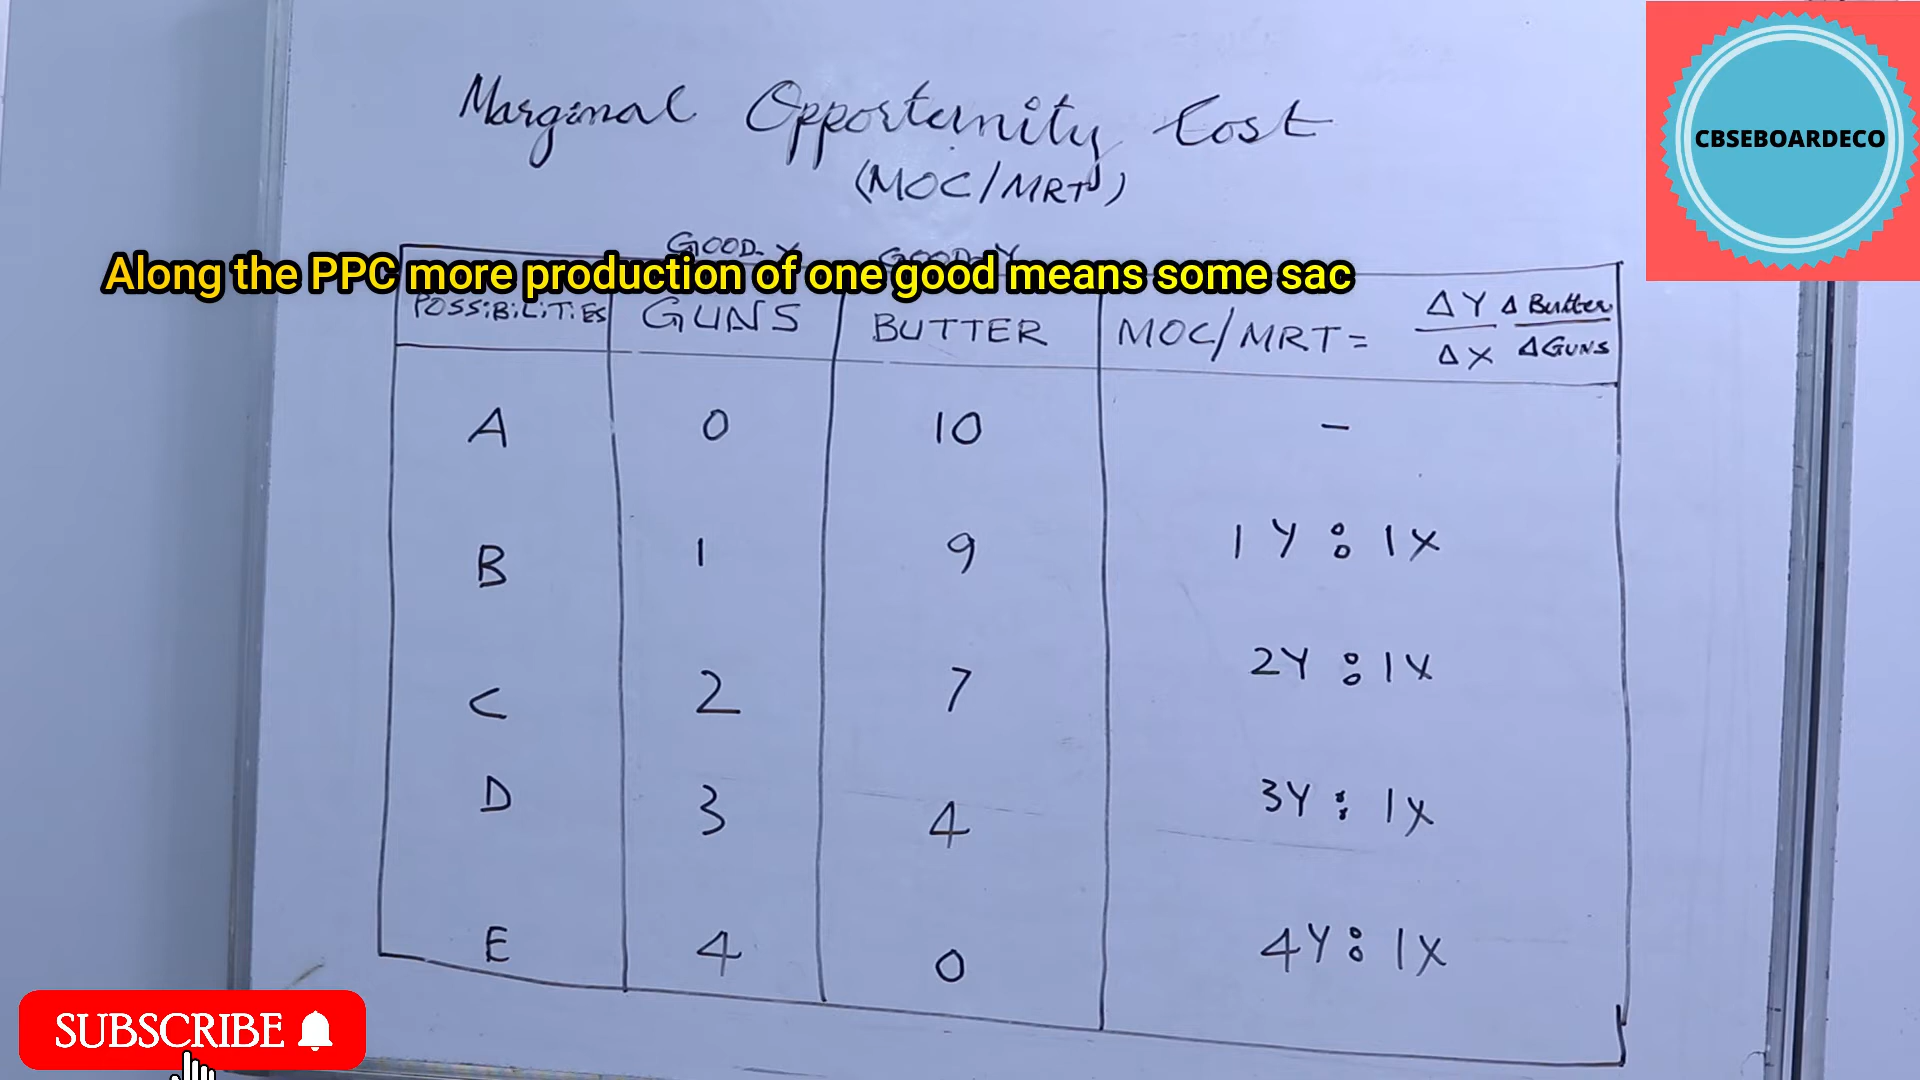 Marginal Opportunity Cost
(MOC/MRT)
CBSEBOARDECO
GOOD-X GOOD-Y
Along the PPC more production of one good means some sac
POSSiBiLiTiES GUNS BUTTER MOC/MRT = ΔY/ΔX ΔButter/ΔGUNS
A 0 10 -
B 1 9 1Y : 1X
C 2 7 2Y : 1X
D 3 4 3Y : 1X
E 4 0 4Y : 1X
SUBSCRIBE